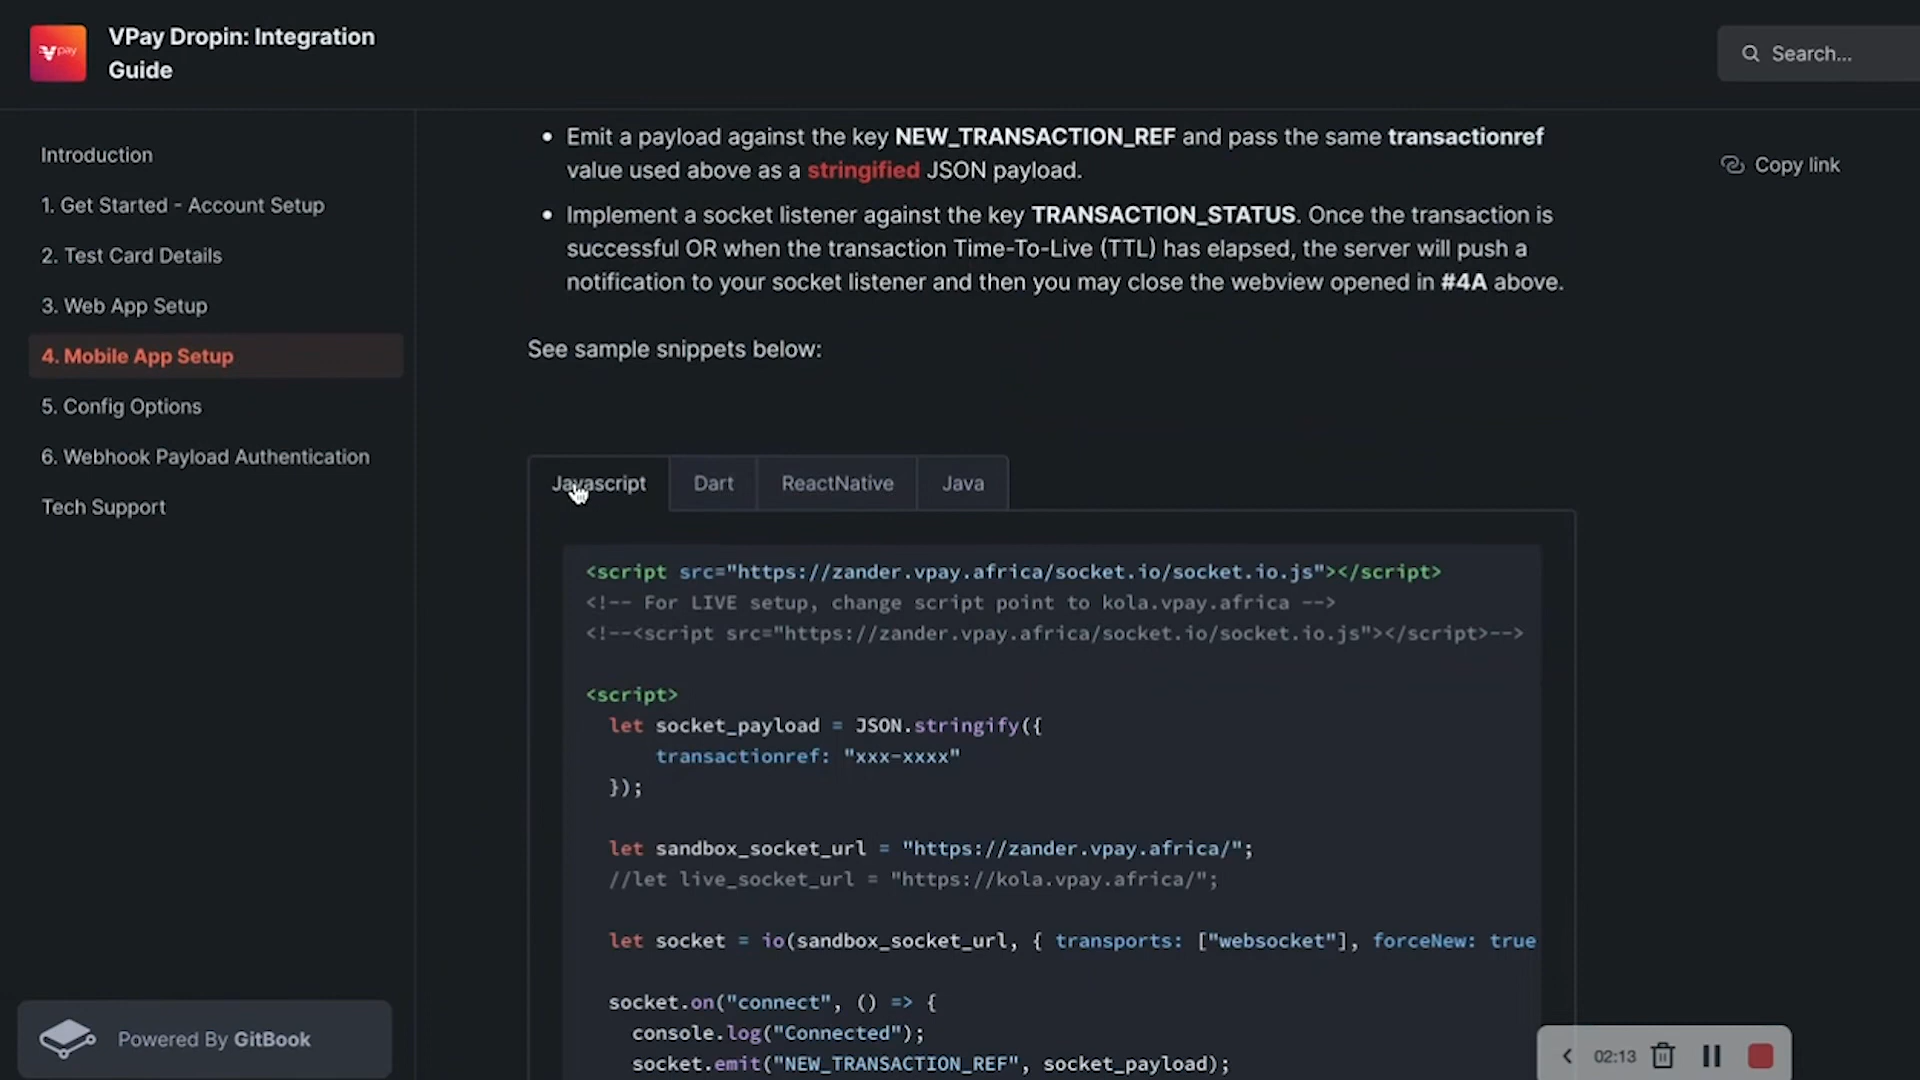 pay
VPay Dropin: Integration
Guide
Search...
Introduction
1. Get Started - Account Setup
2. Test Card Details
3. Web App Setup
4. Mobile App Setup
5. Config Options
6. Webhook Payload Authentication
Tech Support
Powered By GitBook
• Emit a payload against the key NEW_TRANSACTION_REF and pass the same transactionref
value used above as a stringified JSON payload.
• Implement a socket listener against the key TRANSACTION_STATUS. Once the transaction is
successful OR when the transaction Time-To-Live (TTL) has elapsed, the server will push a
notification to your socket listener and then you may close the webview opened in #4A above.
See sample snippets below:
Javascript Dart ReactNative Java
<script src="https://zander.vpay.africa/socket.io/socket.io.js"></script>
<!-- For LIVE setup, change script point to kola.vpay.africa -->
<!--<script src="https://zander.vpay.africa/socket.io/socket.io.js"></script>-->
<script>
let socket_payload = JSON.stringify({
transactionref: "xxx-xxxx"
});
let sandbox_socket_url = "https://zander.vpay.africa/";
//let live_socket_url = "https://kola.vpay.africa/";
let socket = io(sandbox_socket_url, { transports: ["websocket"], forceNew: true
socket.on("connect", () => {
console.log("Connected");
socket.emit("NEW_TRANSACTION_REF", socket_payload);
Copy link
02:13